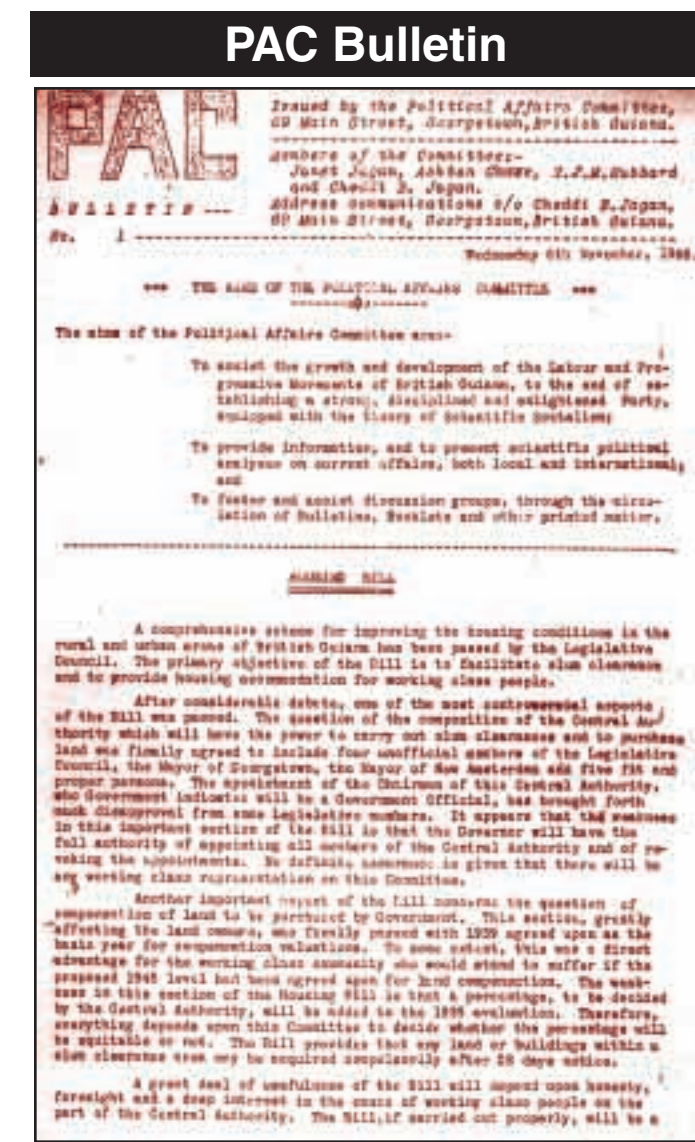 PAC Bulletin
PAC
Issued by the Political Affairs Committee,
69 Main Street, Georgetown, British Guiana.
Members of the Committee:-
Janet Jagan, Ashton Chase, J.P.M.Hubbard
and Cheddi B. Jagan.
Address communications c/o Cheddi B.Jagan,
69 Main Street, Georgetown, British Guiana.
BULLETIN ---
No. 1
Wednesday 6th November, 1946.
*** THE AIMS OF THE POLITICAL AFFAIRS COMMITTEE ***
The aims of the Political Affairs Committee are:-
To assist the growth and development of the Labour and Pro-
gressive Movements of British Guiana, to the end of es-
tablishing a strong, disciplined and enlightened Party,
equipped with the theory of Scientific Socialism;
To provide information, and to present scientific political
analyses on current affairs, both local and international;
and
To foster and assist discussion groups, through the circu-
lation of Bulletins, Booklets and other printed matter.
HOUSING BILL
A comprehensive scheme for improving the housing conditions in the
rural and urban areas of British Guiana has been passed by the Legislative
Council. The primary objective of the Bill is to facilitate slum clearance
and to provide housing accommodation for working class people.
After considerable debate, one of the most controversial aspects
of the Bill was passed. The question of the composition of the Central Au-
thority which will have the power to carry out slum clearances and to purchase
land was finally agreed to include four unofficial members of the Legislative
Council, the Mayor of Georgetown, the Mayor of New Amsterdam and five fit and
proper persons. The appointment of the Chairman of this Central Authority,
who Government indicates will be a Government Official, has brought forth
much disapproval from some Legislative members. It appears that the weakness
in this important section of the Bill is that the Governor will have the
full authority of appointing all members of the Central Authority and of re-
voking the appointments. No definite assurance is given that there will be
any working class representation on this Committee.
Another important aspect of the Bill concerns the question of
compensation of land to be purchased by Government. This section, greatly
affecting the land owners, was finally passed with 1939 agreed upon as the
basis year for compensation valuations. To some extent, this was a direct
advantage for the working class community who would stand to suffer if the
proposed 1945 level had been agreed upon for land compensation. The weak-
ness in this section of the Housing Bill is that a percentage, to be decided
by the Central Authority, will be added to the 1939 evaluation. Therefore,
everything depends upon this Committee to decide whether the percentage will
be equitable or not. The Bill provides that any land or buildings within a
slum clearance area may be acquired compulsorily after 28 days notice.
A great deal of usefulness of the Bill will depend upon honesty,
foresight and a deep interest in the cause of working class people on the
part of the Central Authority. The Bill, if carried out properly, will be a